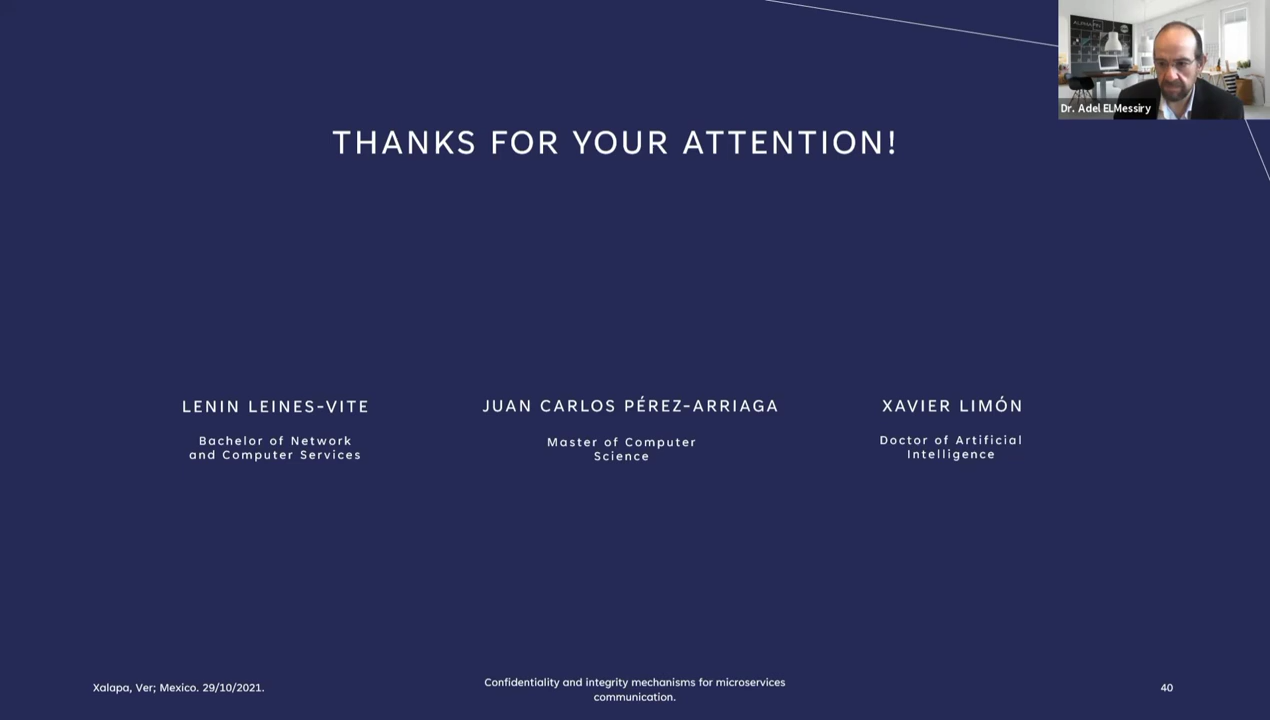 Dr. Adel ELMessiry
THANKS FOR YOUR ATTENTION!
LENIN LEINES-VITE
Bachelor of Network
and Computer Services
JUAN CARLOS PÉREZ-ARRIAGA
Master of Computer
Science
XAVIER LIMÓN
Doctor of Artificial
Intelligence
Xalapa, Ver; Mexico. 29/10/2021.
Confidentiality and integrity mechanisms for microservices
communication.
40